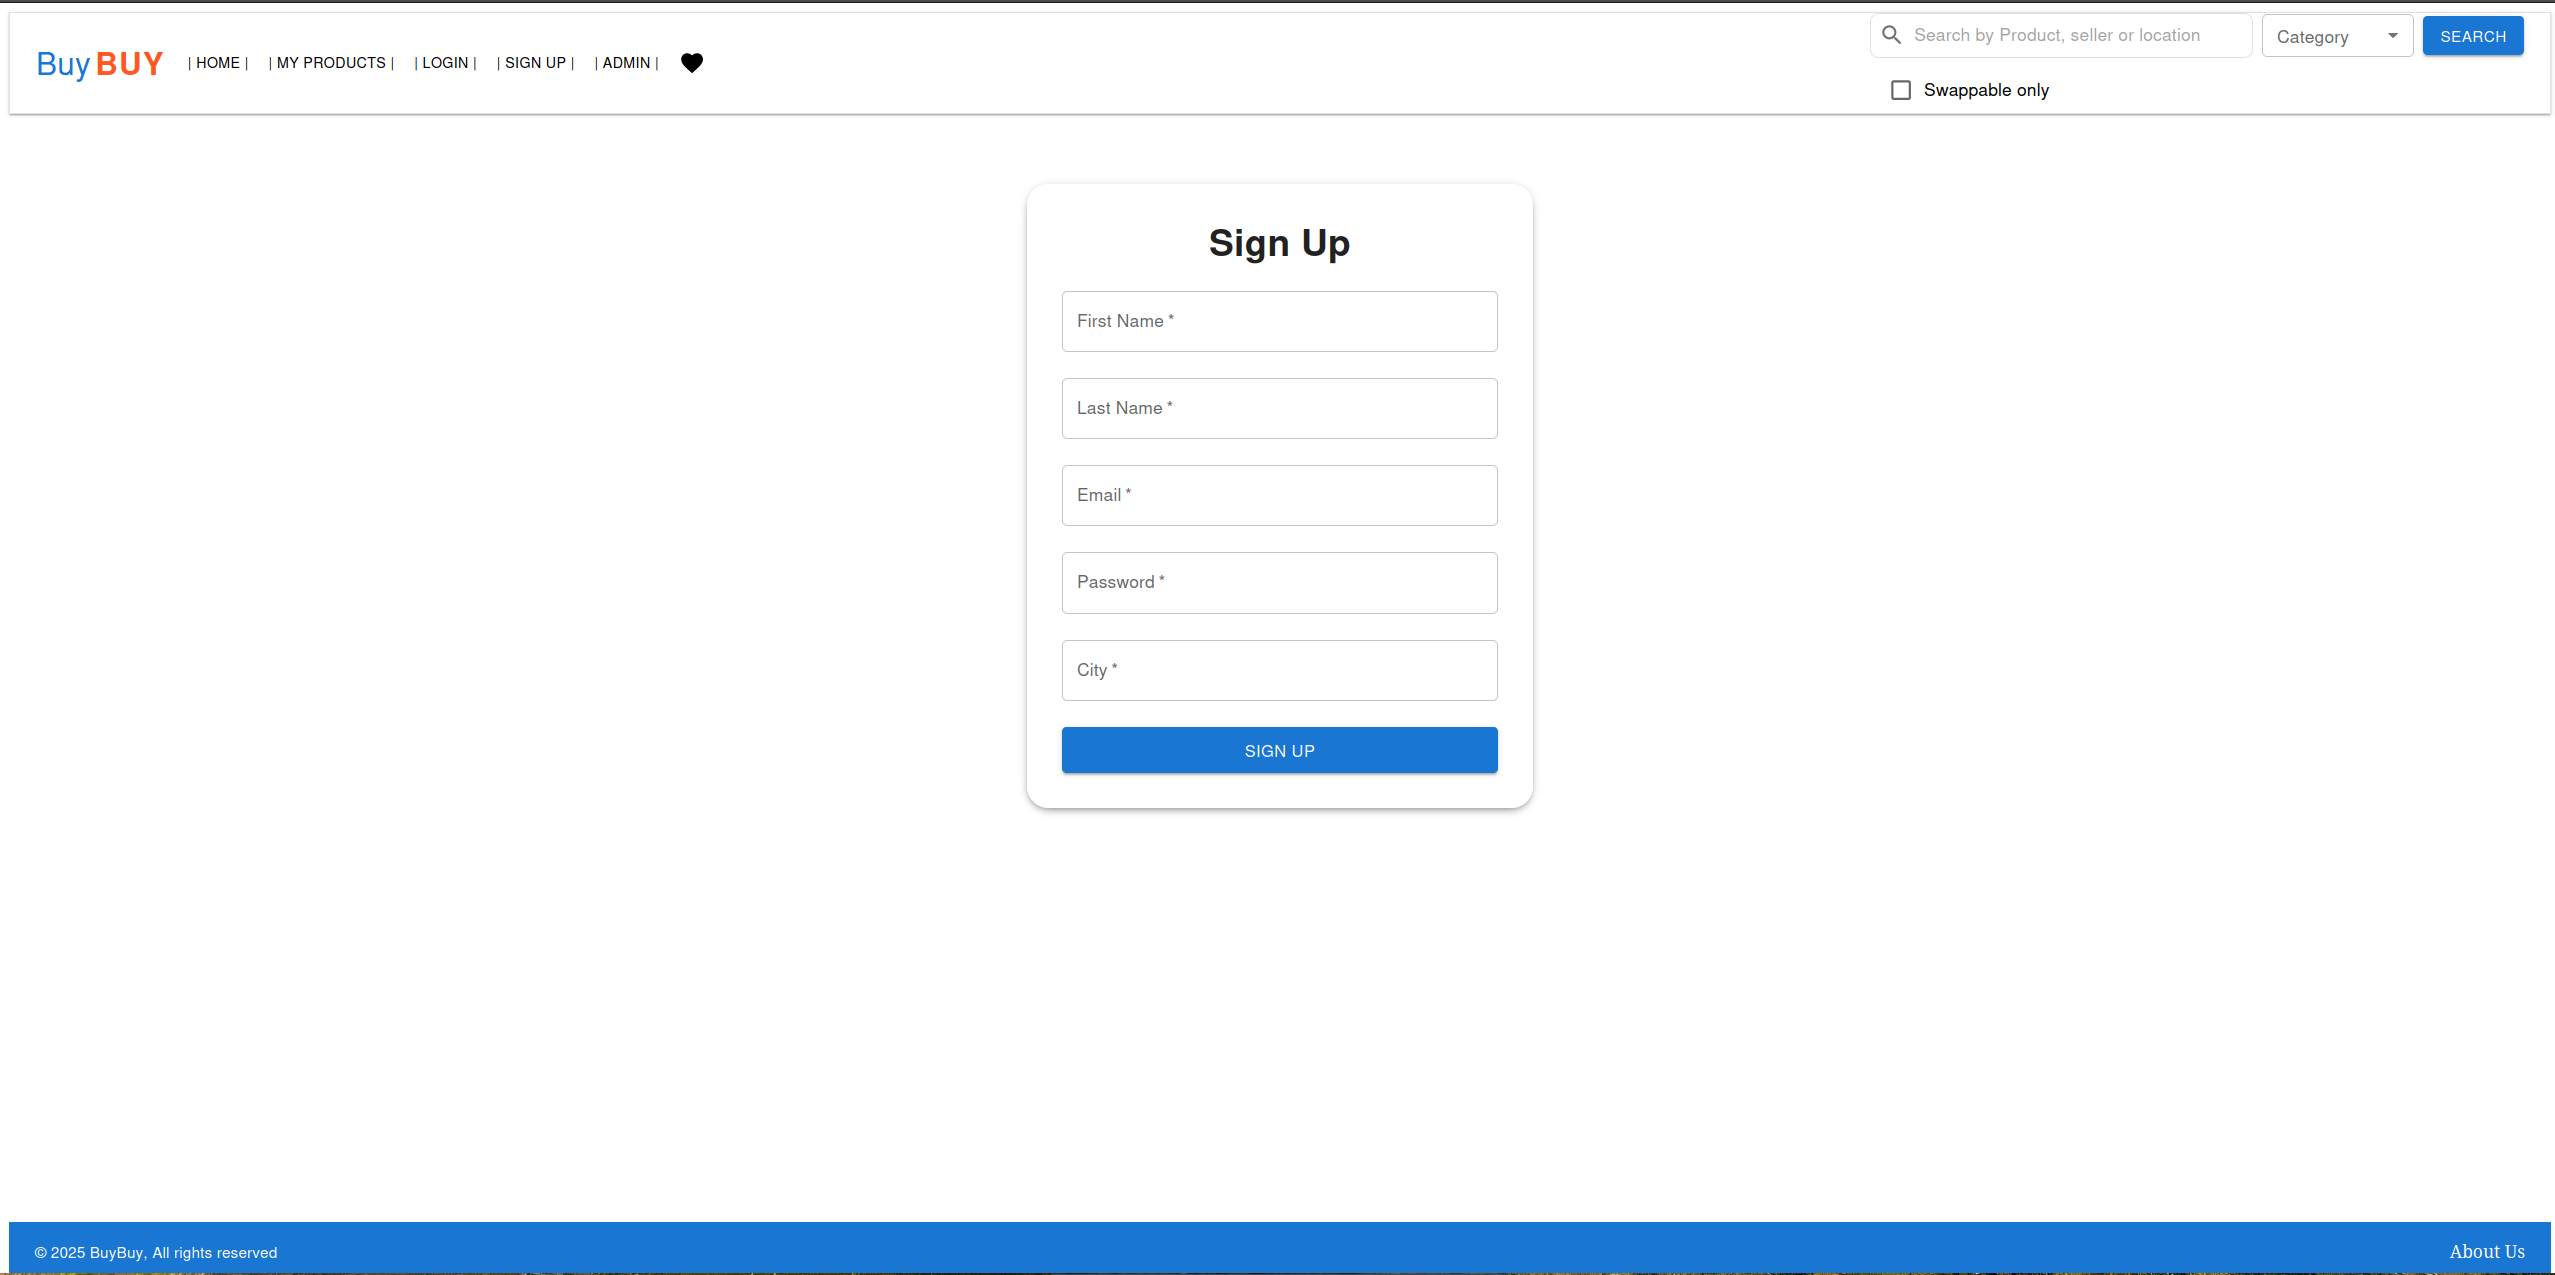 Buy BUY | HOME | | MY PRODUCTS | | LOGIN | | SIGN UP | | ADMIN |
Search by Product, seller or location Category SEARCH
Swappable only
Sign Up
First Name *
Last Name *
Email *
Password *
City *
SIGN UP
© 2025 BuyBuy, All rights reserved About Us